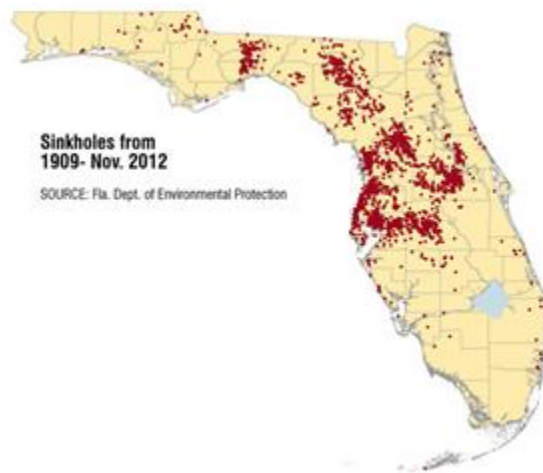 Sinkholes from
1909- Nov. 2012
SOURCE: Fla. Dept. of Environmental Protection